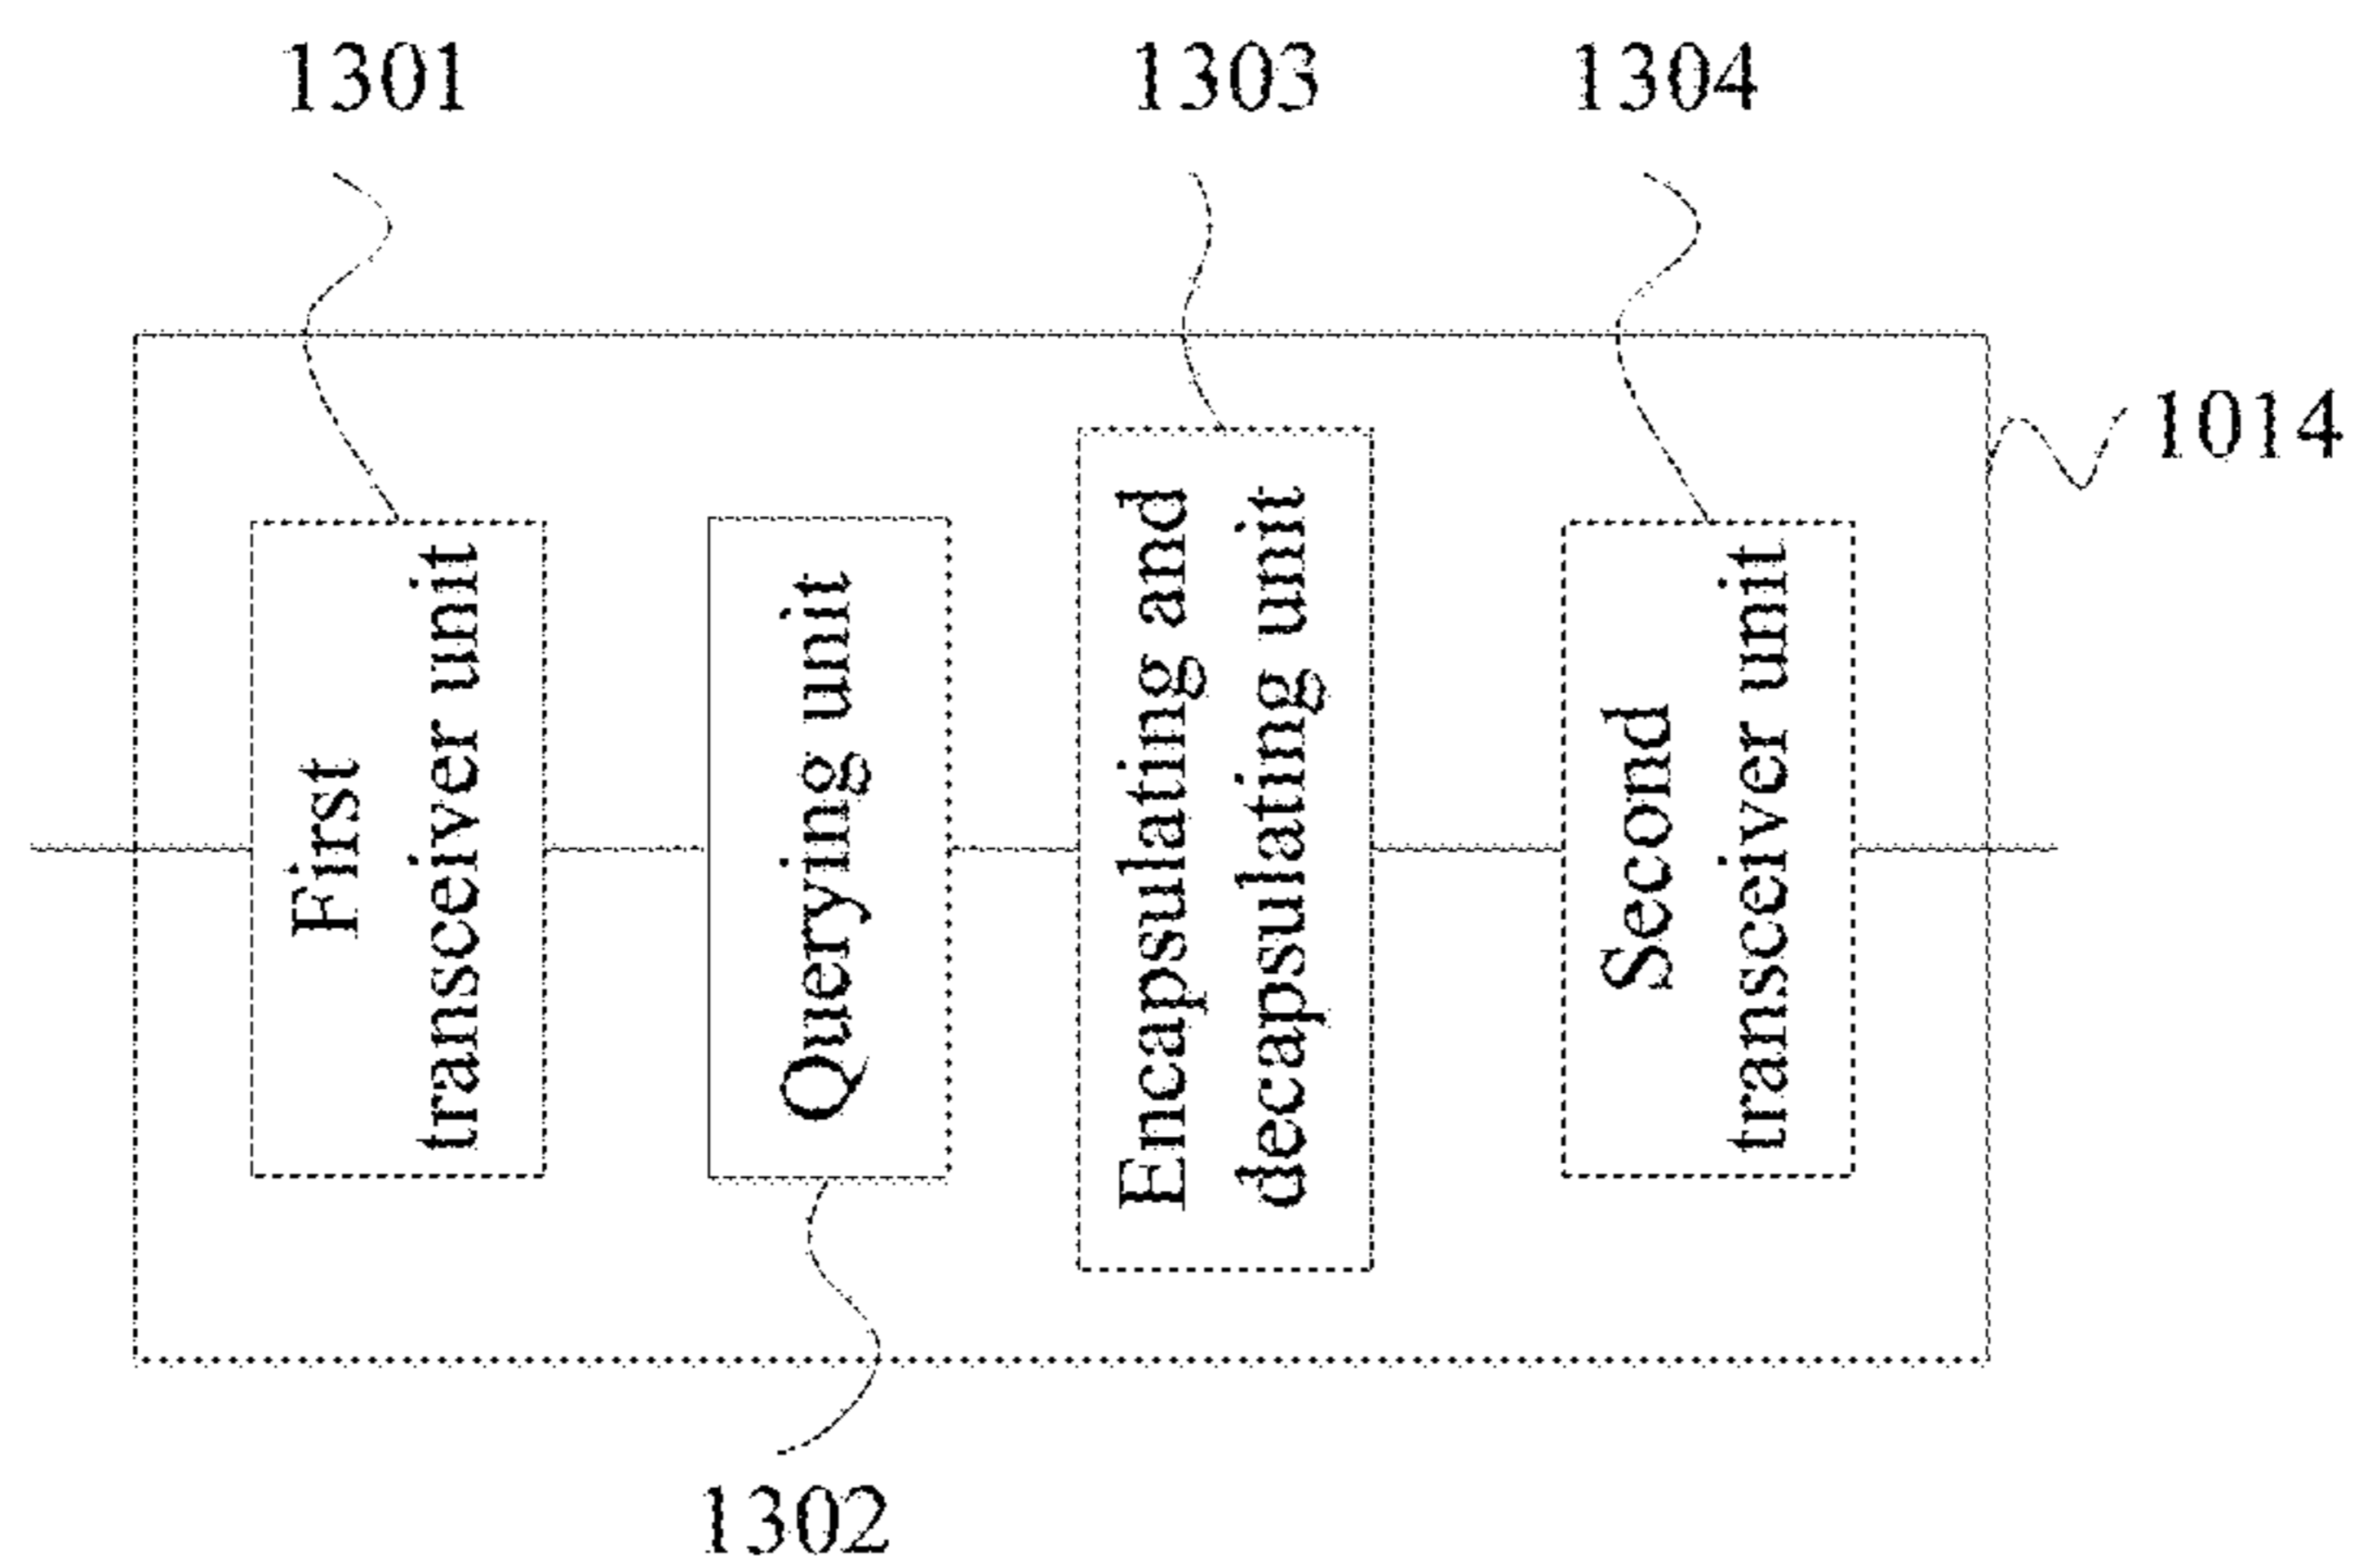 1301
1303
1304
1014
First
transceiver unit
Querying unit
Encapsulating and
decapsulating unit
Second
transceiver unit
1302